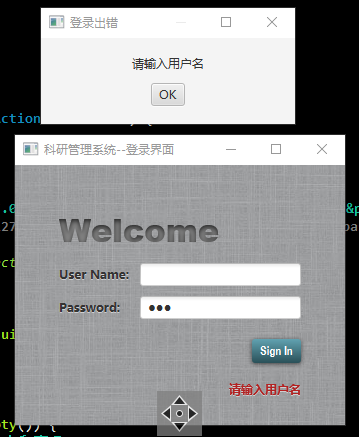 登录出错
请输入用户名
OK
ction
科研管理系统--登录界面
Welcome
User Name:
Password:
Sign In
请输入用户名